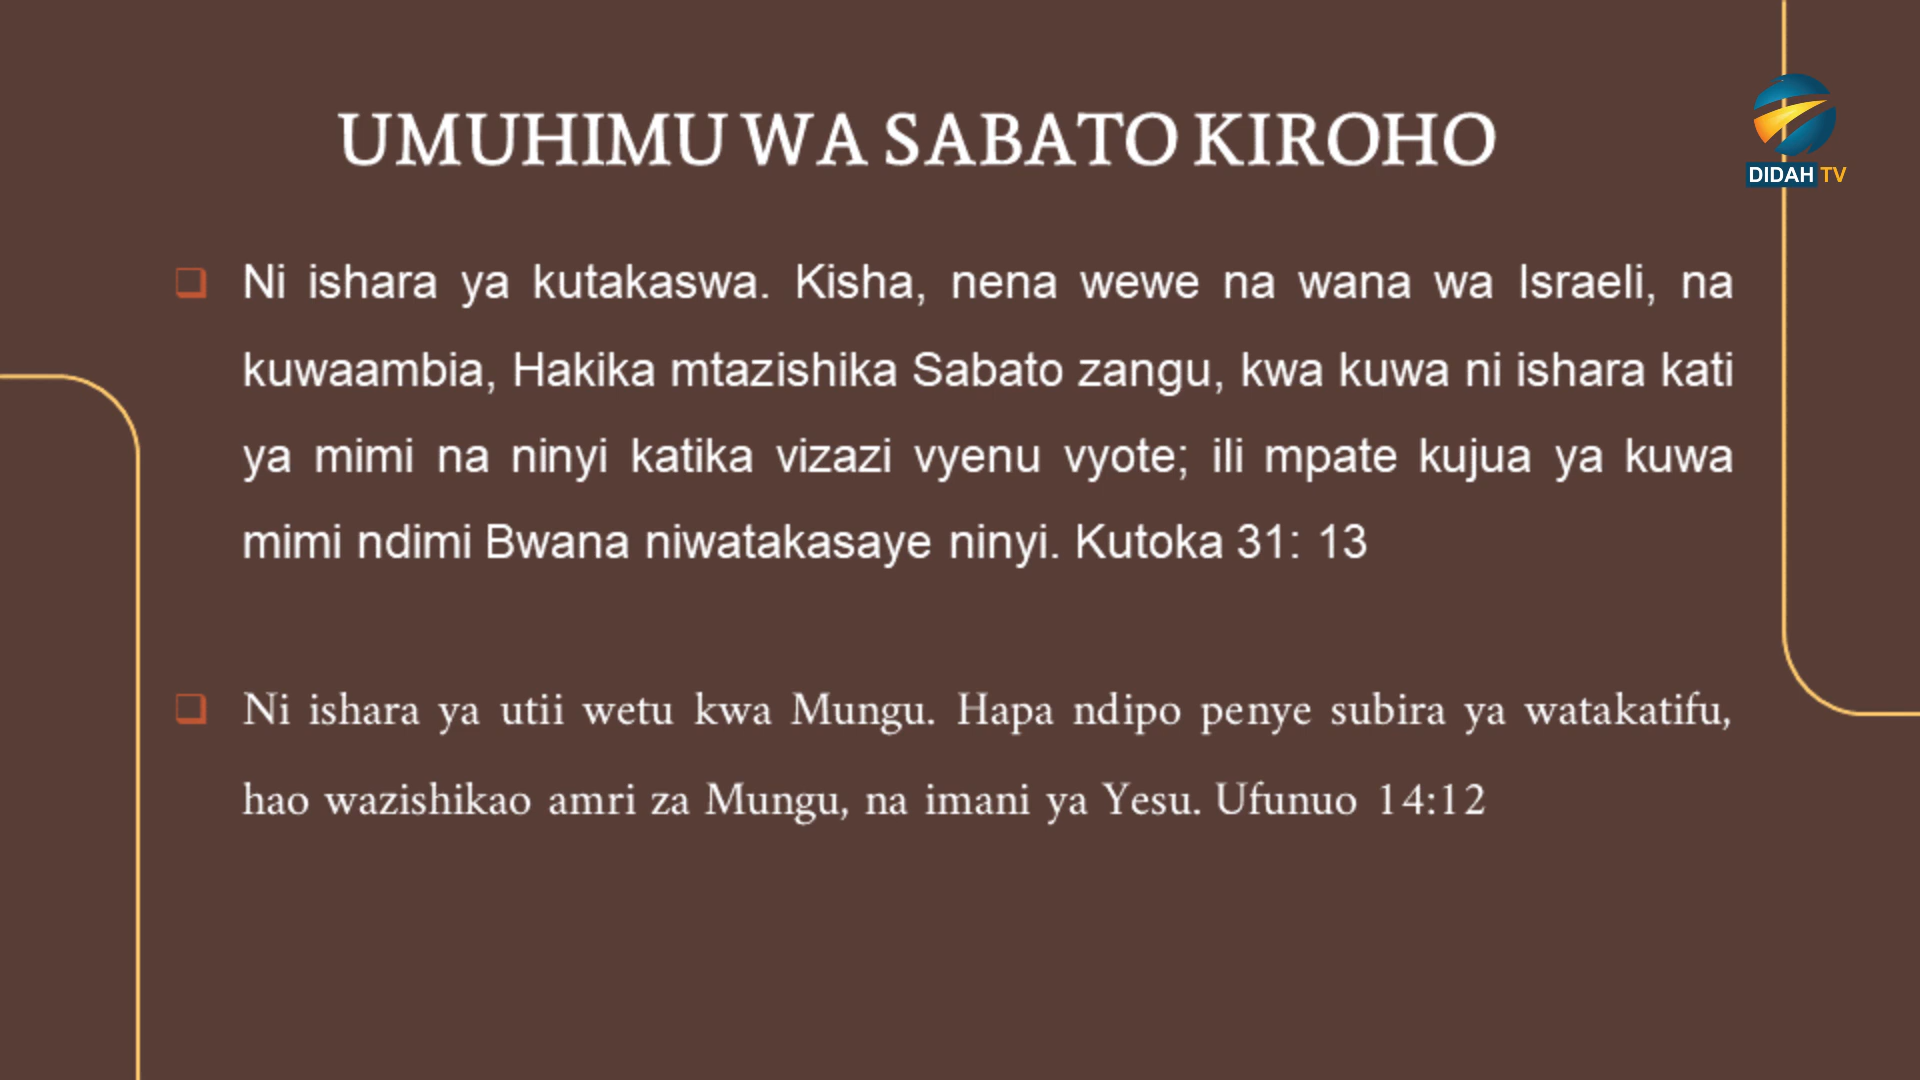 UMUHIMU WA SABATO KIROHO
DIDAH TV
Ni ishara ya kutakaswa. Kisha, nena wewe na wana wa Israeli, na
kuwaambia, Hakika mtazishika Sabato zangu, kwa kuwa ni ishara kati
ya mimi na ninyi katika vizazi vyenu vyote; ili mpate kujua ya kuwa
mimi ndimi Bwana niwatakasaye ninyi. Kutoka 31: 13
Ni ishara ya utii wetu kwa Mungu. Hapa ndipo penye subira ya watakatifu,
hao wazishikao amri za Mungu, na imani ya Yesu. Ufunuo 14:12